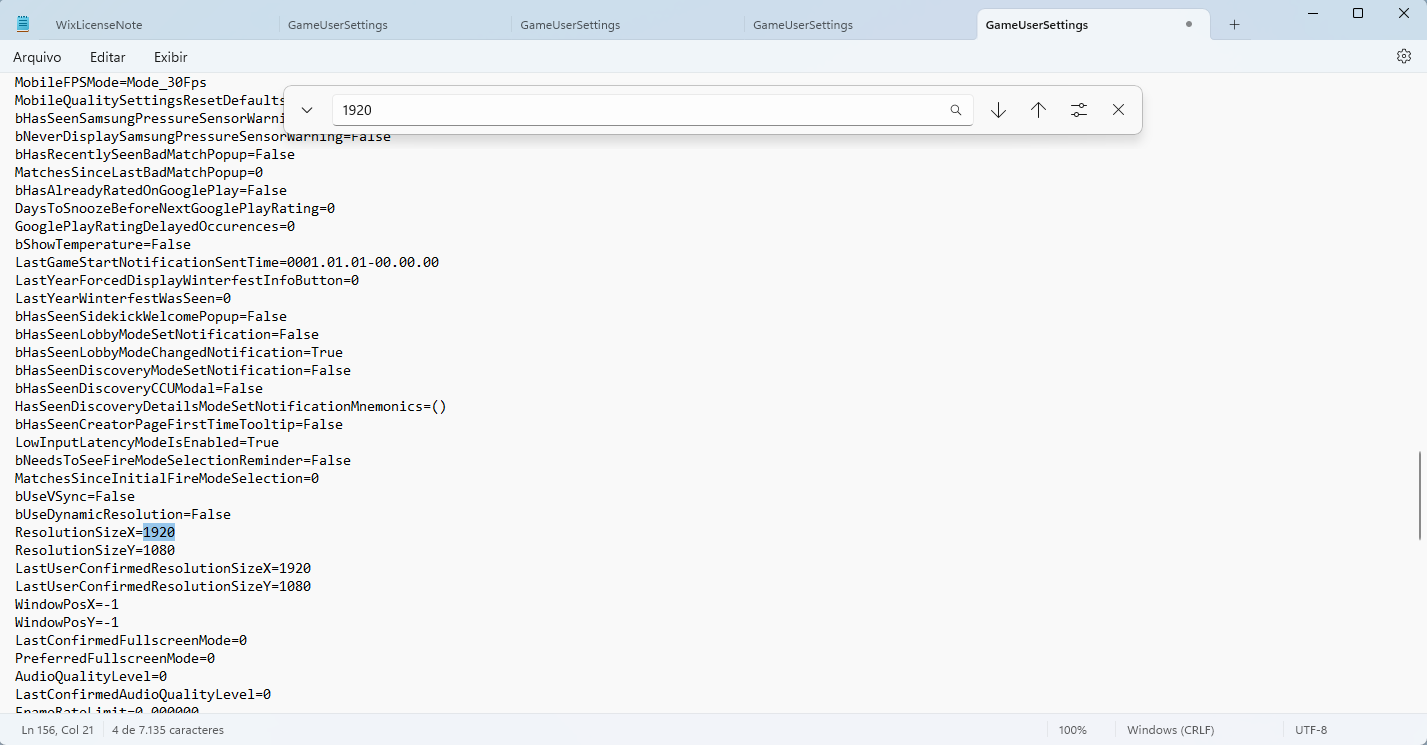 WixLicenseNote
GameUserSettings
GameUserSettings
GameUserSettings
GameUserSettings
Arquivo
Editar
Exibir
1920
MobileFPSMode=Mode_30Fps
MobileQualitySettingsResetDefaults
bHasSeenSamsungPressureSensorWarni
bNeverDisplaySamsungPressureSensorWarning=False
bHasRecentlySeenBadMatchPopup=False
MatchesSinceLastBadMatchPopup=0
bHasAlreadyRatedOnGooglePlay=False
DaysToSnoozeBeforeNextGooglePlayRating=0
GooglePlayRatingDelayedOccurences=0
bShowTemperature=False
LastGameStartNotificationSentTime=0001.01.01-00.00.00
LastYearForcedDisplayWinterfestInfoButton=0
LastYearWinterfestWasSeen=0
bHasSeenSidekickWelcomePopup=False
bHasSeenLobbyModeSetNotification=False
bHasSeenLobbyModeChangedNotification=True
bHasSeenDiscoveryModeSetNotification=False
bHasSeenDiscoveryCCUModal=False
HasSeenDiscoveryDetailsModeSetNotificationMnemonics=()
bHasSeenCreatorPageFirstTimeTooltip=False
LowInputLatencyModeIsEnabled=True
bNeedsToSeeFireModeSelectionReminder=False
MatchesSinceInitialFireModeSelection=0
bUseVSync=False
bUseDynamicResolution=False
ResolutionSizeX=1920
ResolutionSizeY=1080
LastUserConfirmedResolutionSizeX=1920
LastUserConfirmedResolutionSizeY=1080
WindowPosX=-1
WindowPosY=-1
LastConfirmedFullscreenMode=0
PreferredFullscreenMode=0
AudioQualityLevel=0
LastConfirmedAudioQualityLevel=0
FrameRateLimit=0.000000
Ln 156, Col 21
4 de 7.135 caracteres
100%
Windows (CRLF)
UTF-8